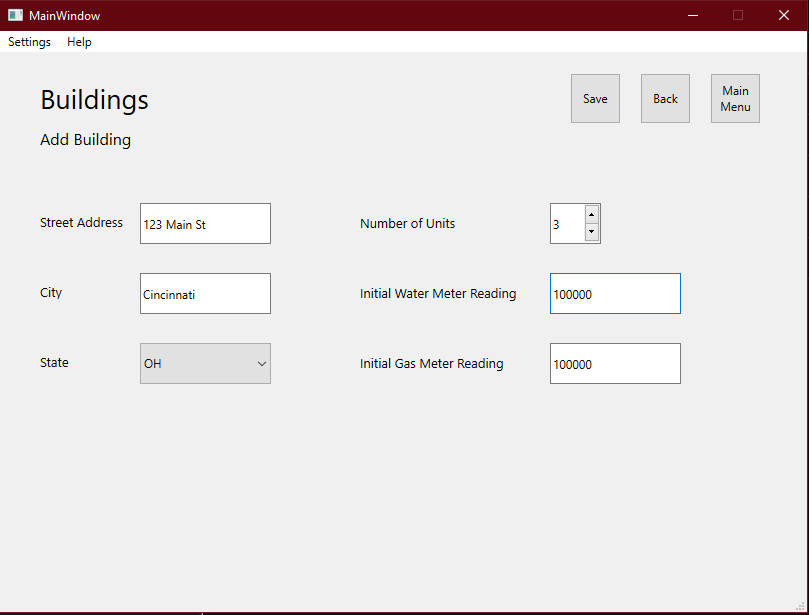 MainWindow
Settings Help
Buildings
Save Back Main Menu
Add Building
Street Address 123 Main St Number of Units 3
City Cincinnati Initial Water Meter Reading 100000
State OH Initial Gas Meter Reading 100000